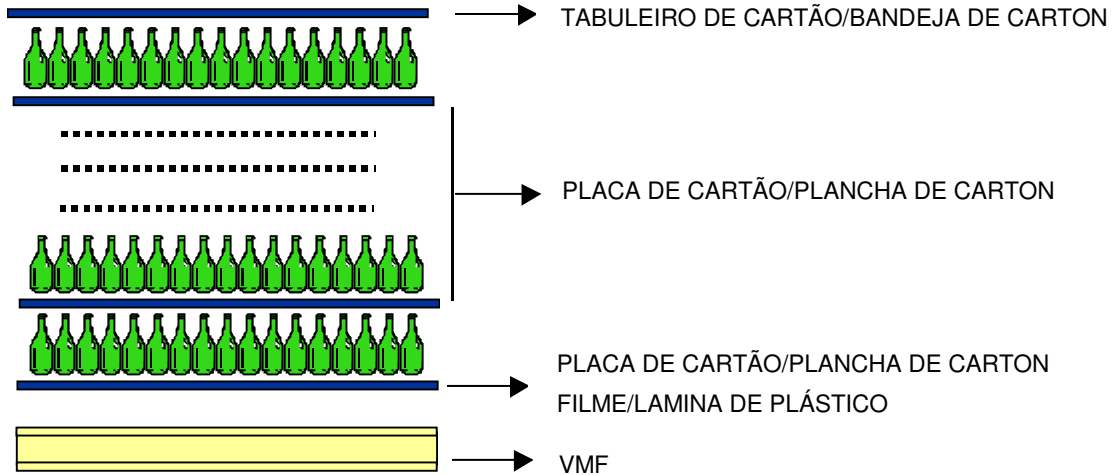 TABULEIRO DE CARTÃO/BANDEJA DE CARTON
PLACA DE CARTÃO/PLANCHA DE CARTON
PLACA DE CARTÃO/PLANCHA DE CARTON
FILME/LAMINA DE PLÁSTICO
VMF